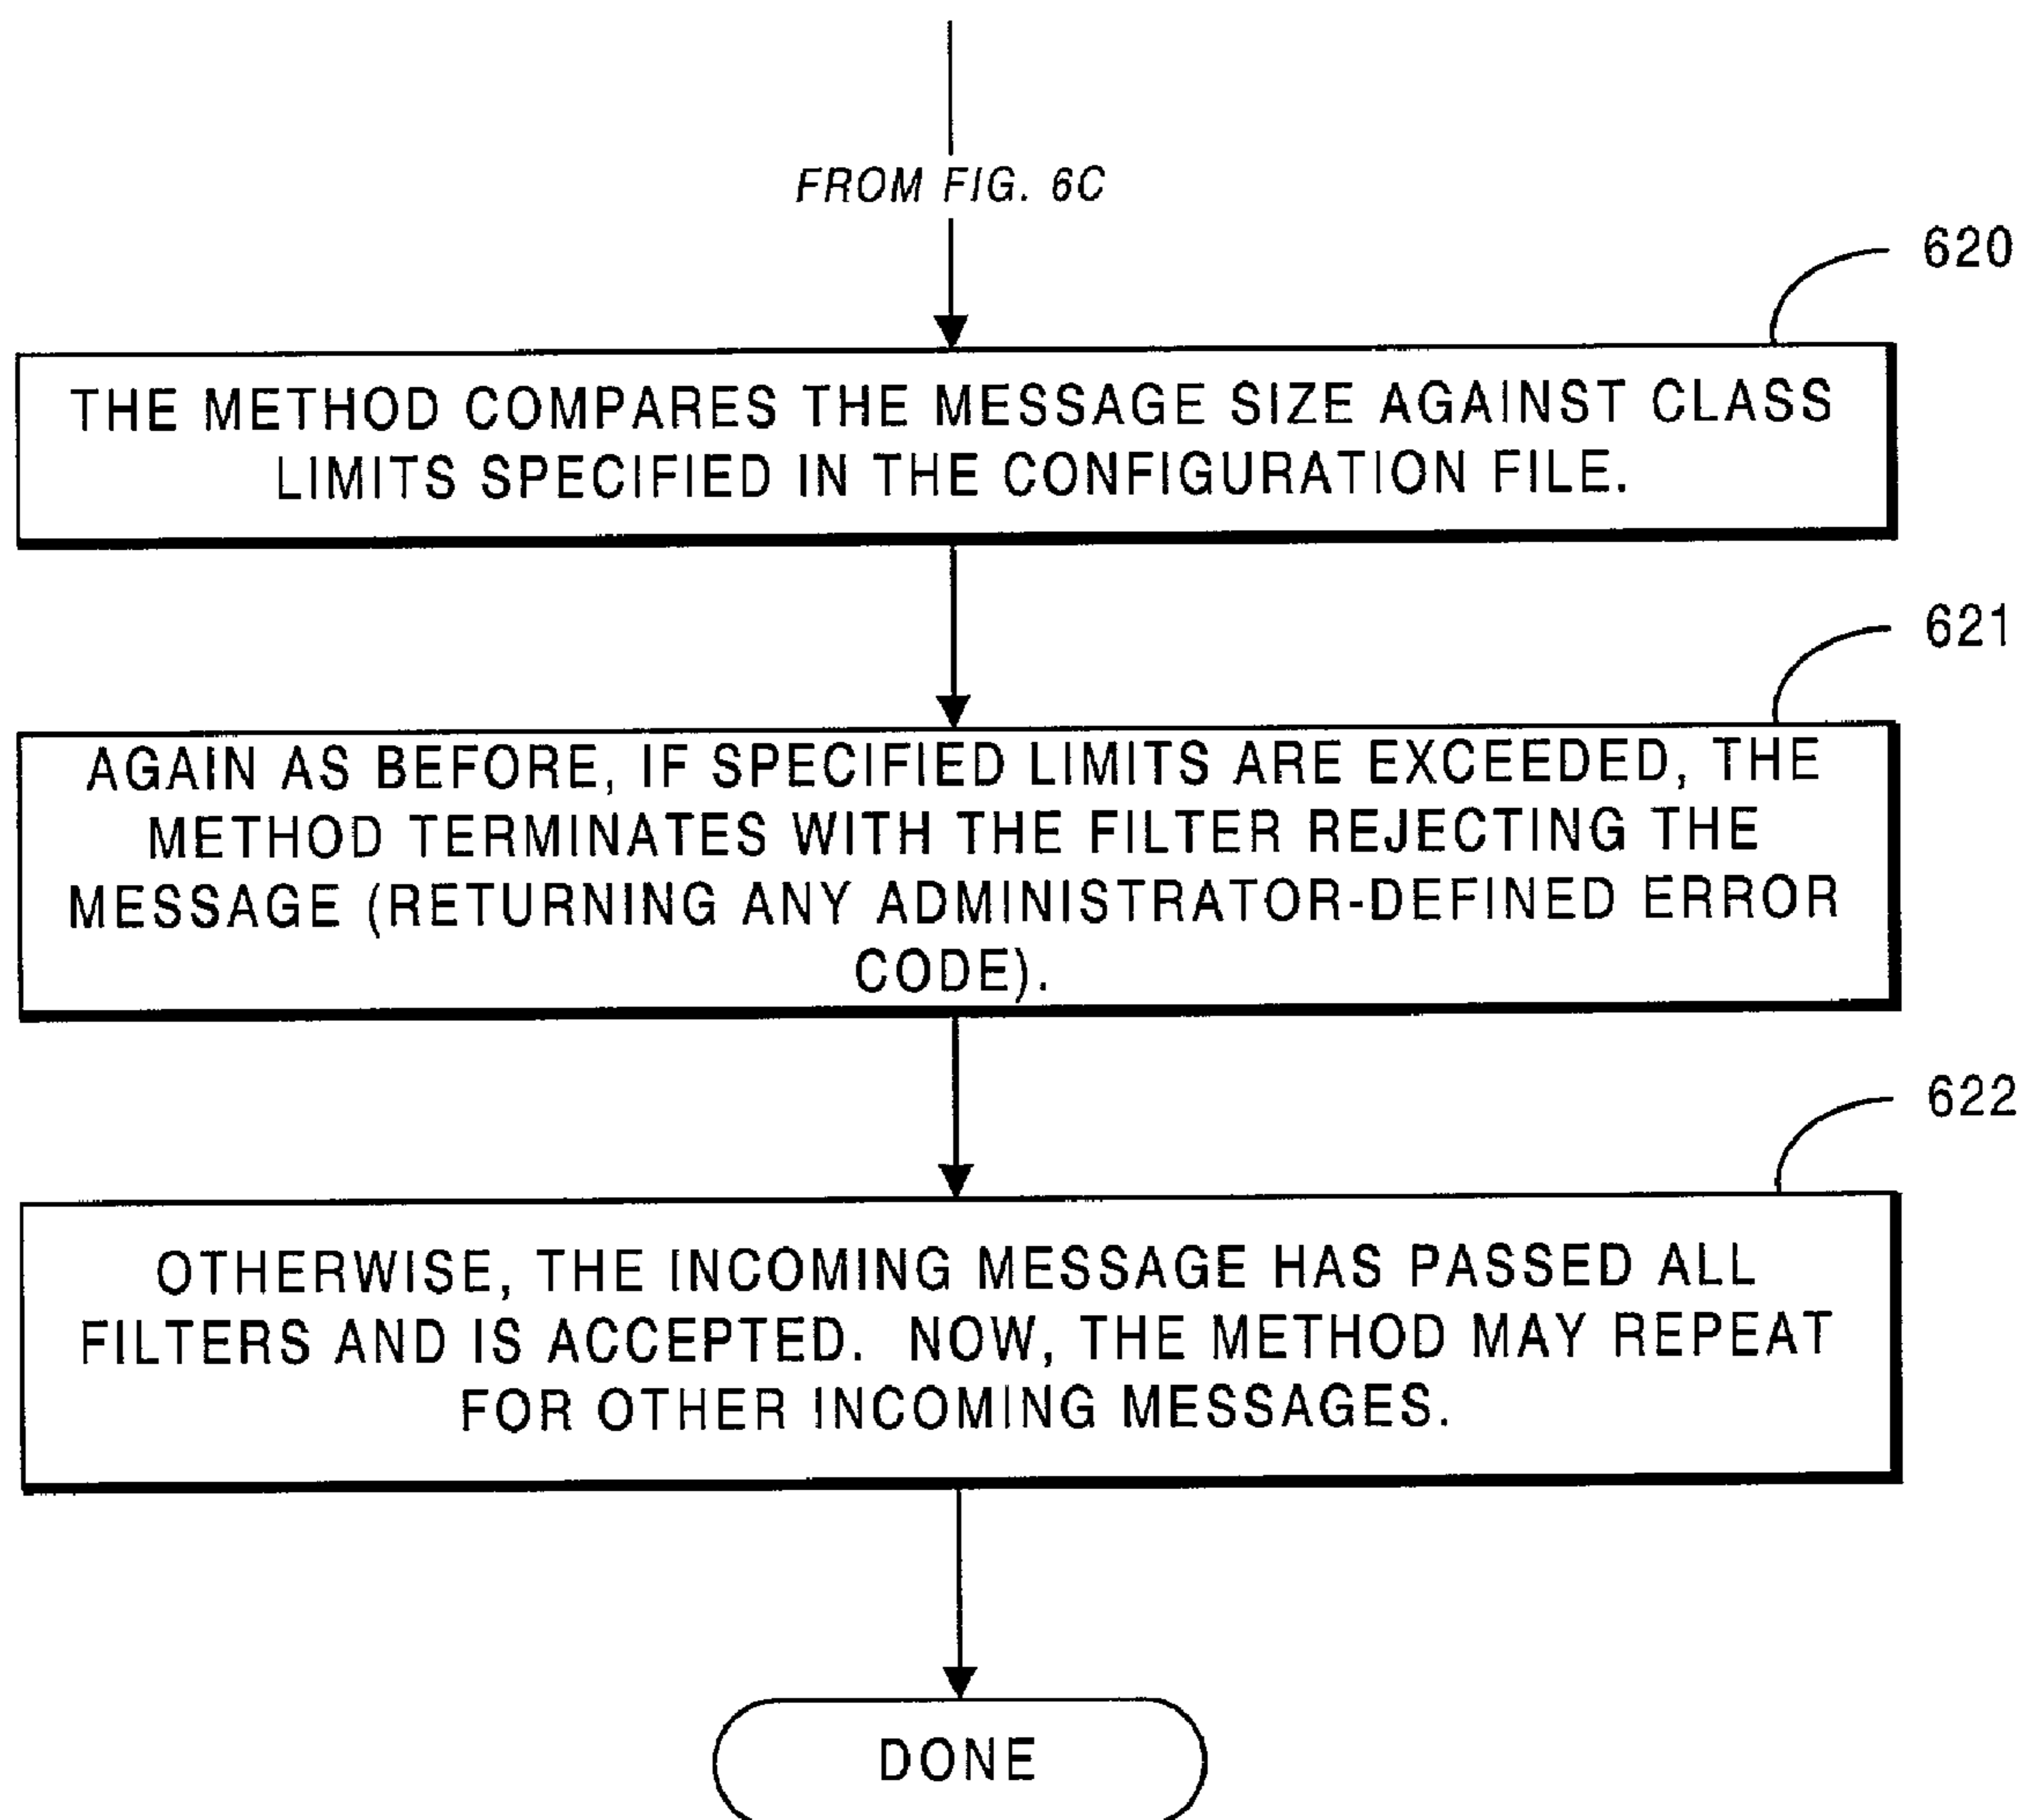 FROM FIG. 6C
620
THE METHOD COMPARES THE MESSAGE SIZE AGAINST CLASS
LIMITS SPECIFIED IN THE CONFIGURATION FILE.
621
AGAIN AS BEFORE, IF SPECIFIED LIMITS ARE EXCEEDED, THE
METHOD TERMINATES WITH THE FILTER REJECTING THE
MESSAGE (RETURNING ANY ADMINISTRATOR-DEFINED ERROR
CODE).
622
OTHERWISE, THE INCOMING MESSAGE HAS PASSED ALL
FILTERS AND IS ACCEPTED. NOW, THE METHOD MAY REPEAT
FOR OTHER INCOMING MESSAGES.
DONE